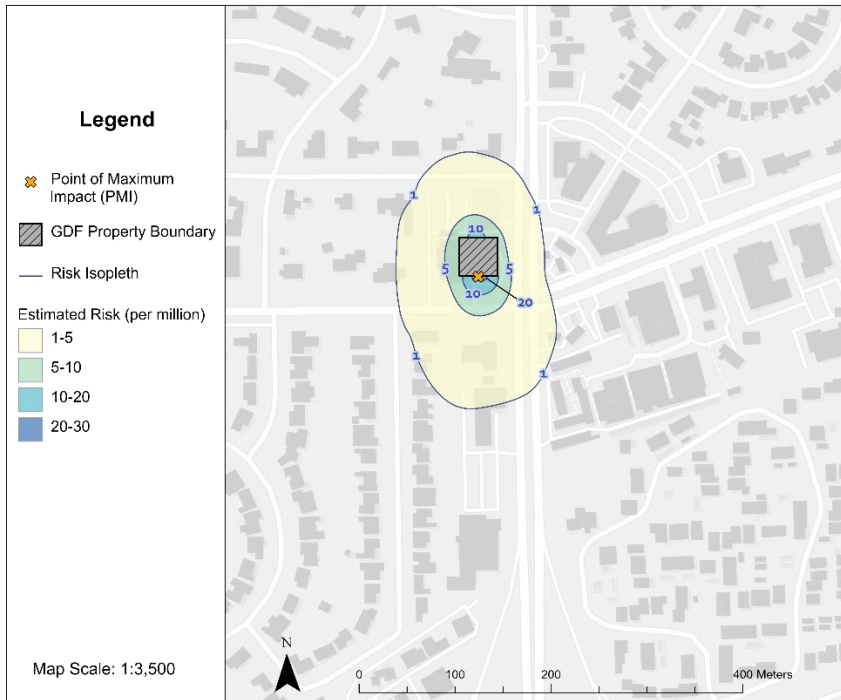 Legend
Point of Maximum
Impact (PMI)
GDF Property Boundary
Risk Isopleth
Estimated Risk (per million)
1-5
5-10
10-20
20-30
Map Scale: 1:3,500
1
1
10
5
5
10
20
1
1
N
0 100 200 400 Meters